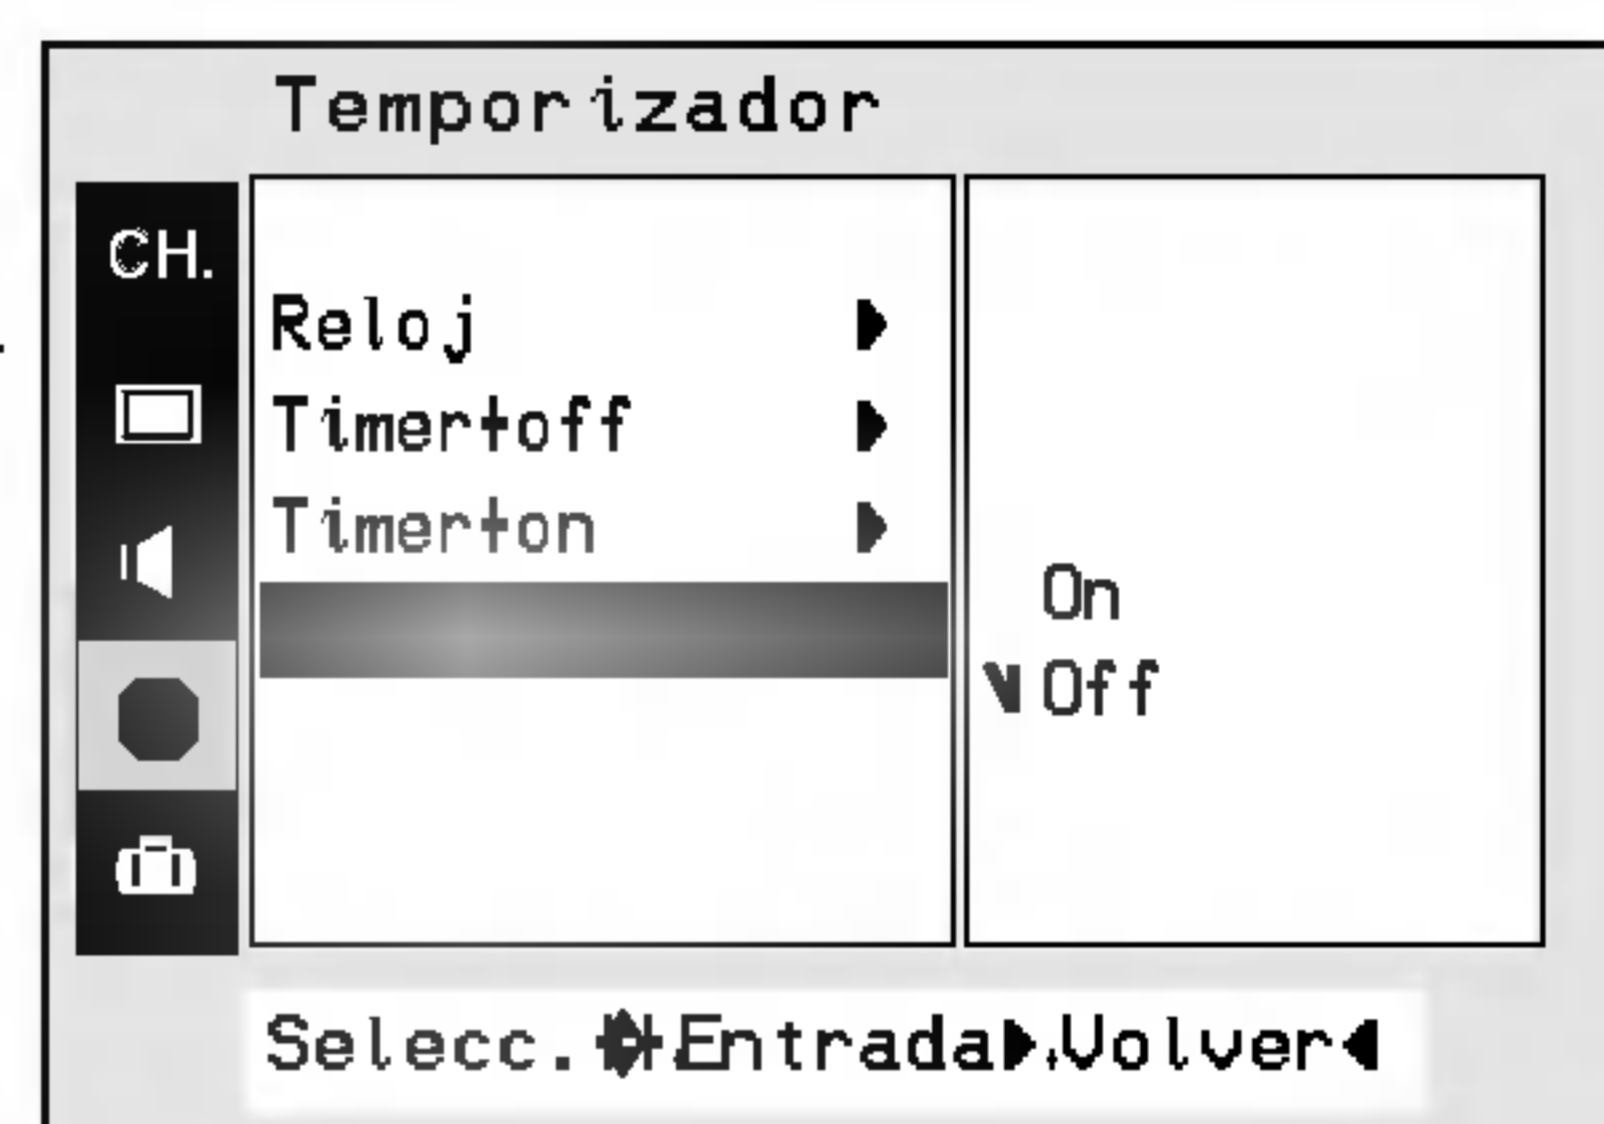 Temporizador
CH.
Reloj
Timer+off
Timer+on
On
Off
Selecc. Entrada Volver